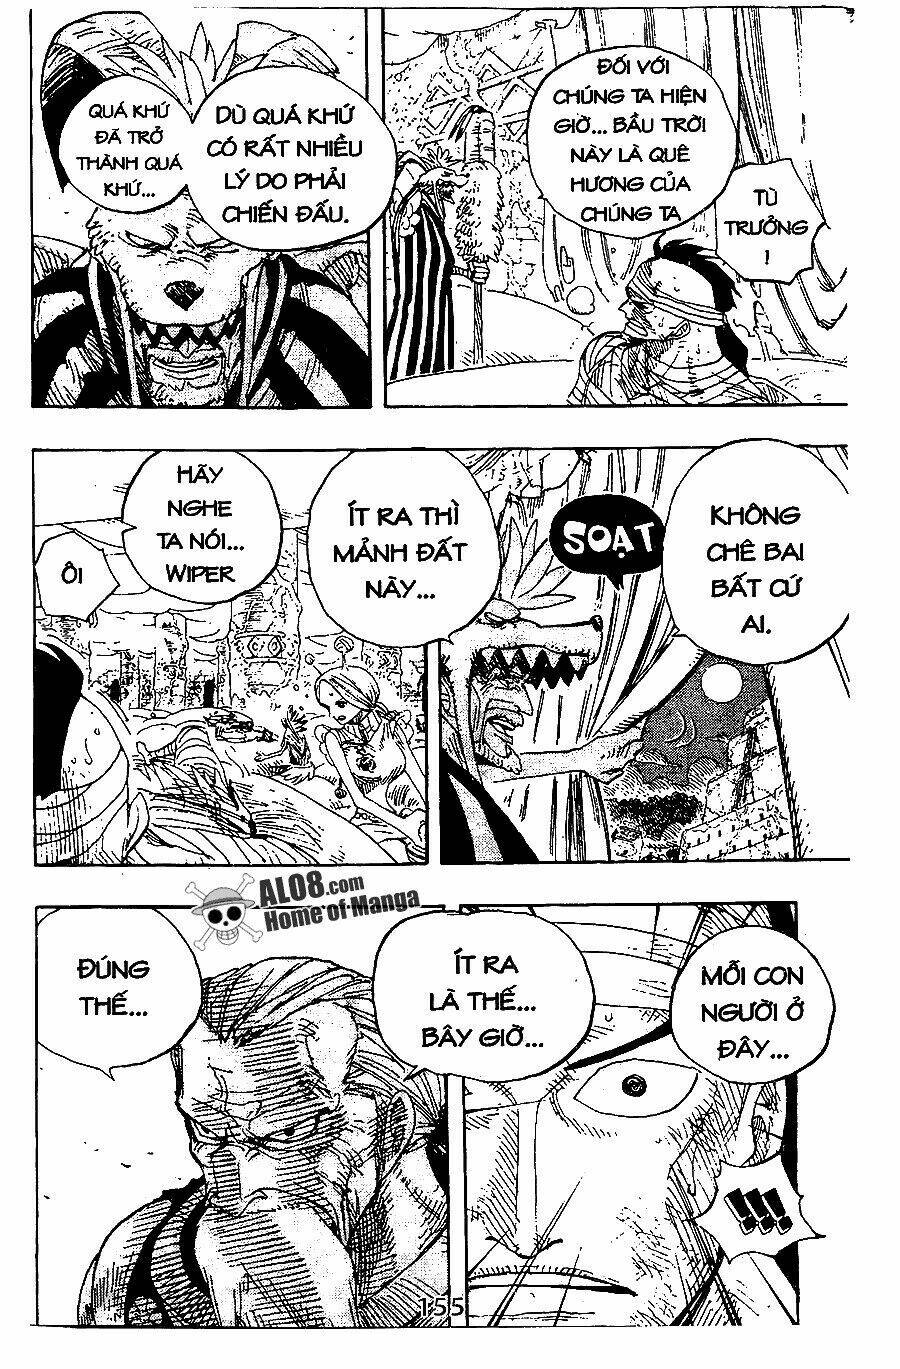 TÙ
TRƯỞNG
!
ĐỐI VỚI
CHÚNG TA HIỆN
GIỜ... BẦU TRỜI
NÀY LÀ QUÊ
HƯƠNG CỦA
CHÚNG TA
DÙ QUÁ KHỨ
CÓ RẤT NHIỀU
LÝ DO PHẢI
CHIẾN ĐẤU.
QUÁ KHỨ
ĐÃ TRỞ
THÀNH QUÁ
KHỨ...
KHÔNG
CHÊ BAI
BẤT CỨ
AI.
SOẠT
ÍT RA THÌ
MẢNH ĐẤT
NÀY...
HÃY
NGHE
TA NÓI...
WIPER
ÔI
MỖI CON
NGƯỜI Ở
ĐÂY...
!!!!
ÍT RA
LÀ THẾ...
BÂY GIỜ...
ĐÚNG
THẾ...
AL08.com
Home of Manga
155